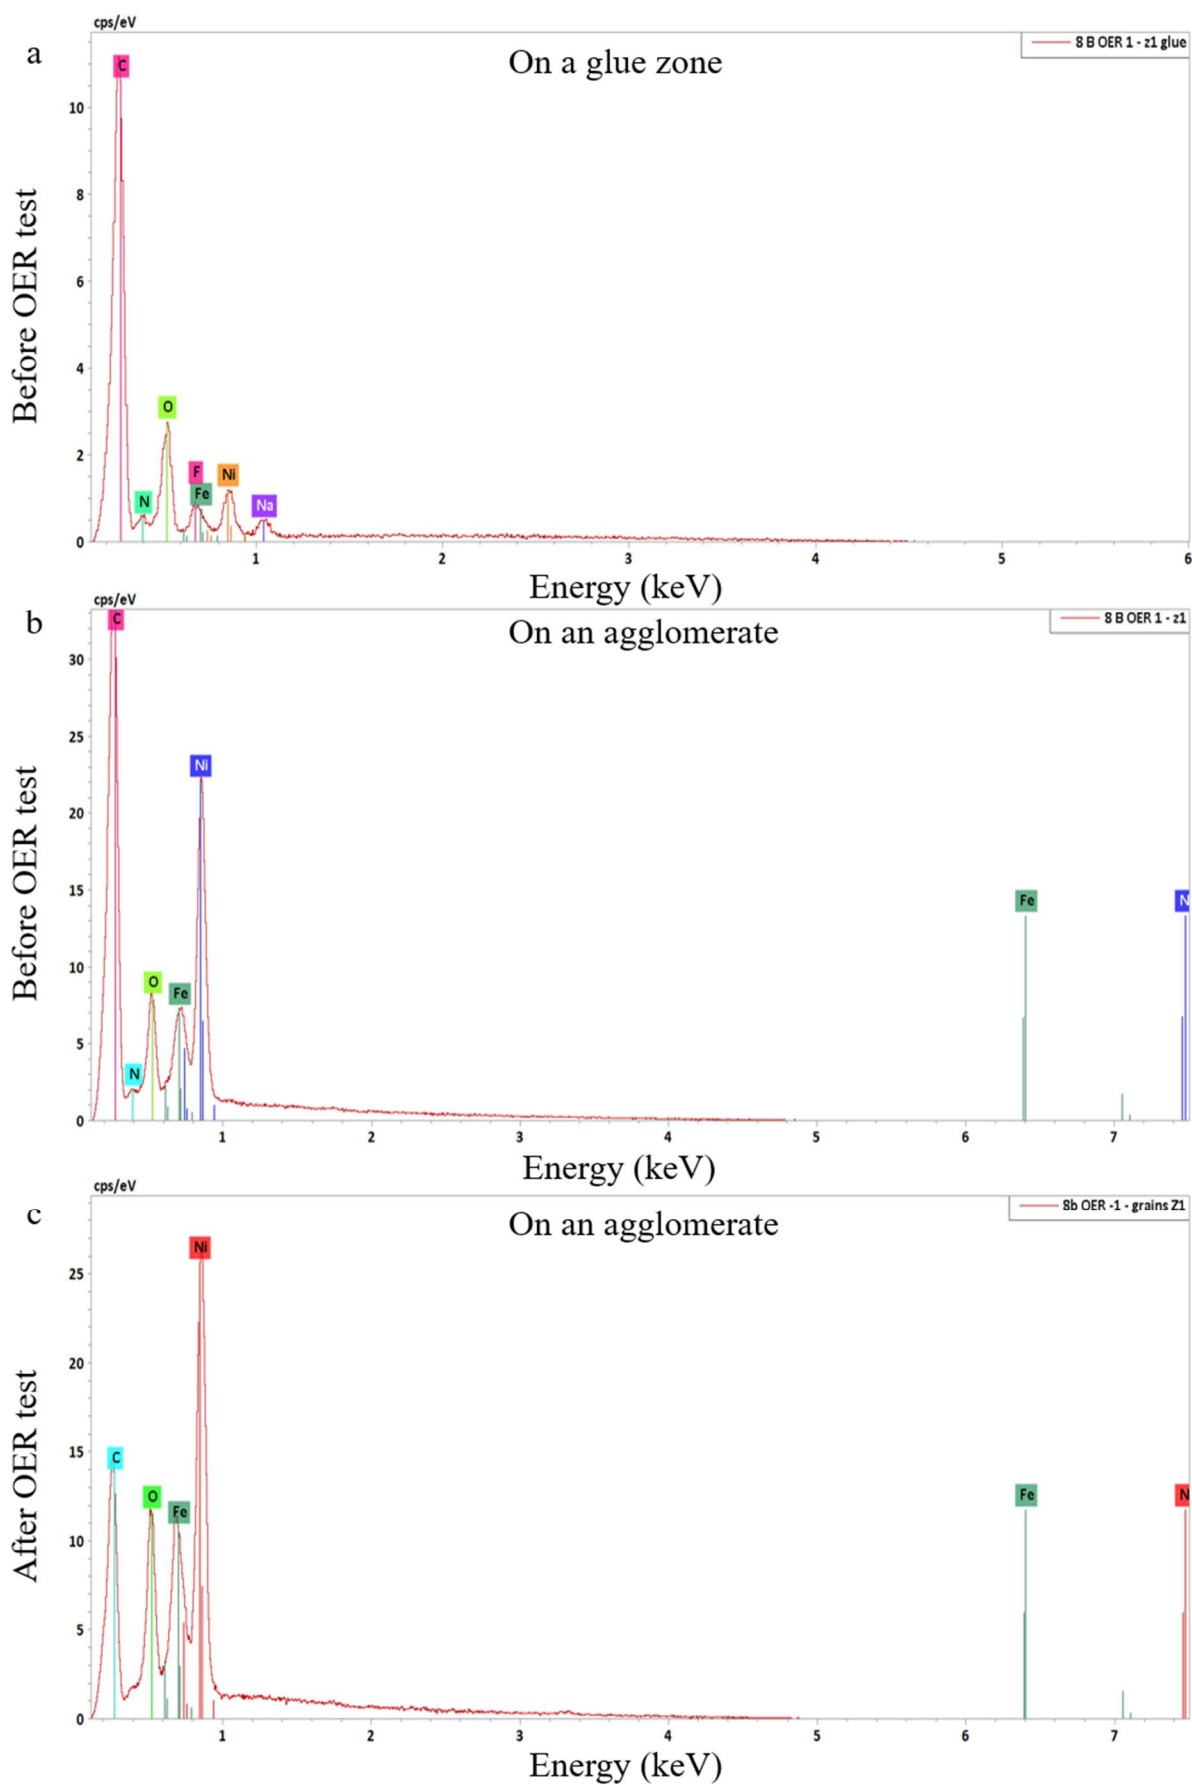 a
cps/eV
8 B OER 1 - z1 glue
On a glue zone
C
10
8
6
4
2
0
O
N
F
Fe
Ni
Na
1 2 3 4 5 6
Before OER test
Energy (keV)
b
cps/eV
8 B OER 1 - z1
On an agglomerate
C
30
25
20
15
10
5
0
Ni
O
Fe
N
Fe
N
1 2 3 4 5 6 7
Before OER test
Energy (keV)
c
cps/eV
8b OER -1 - grains Z1
On an agglomerate
Ni
25
20
15
10
5
0
C
O
Fe
Fe
N
1 2 3 4 5 6 7
After OER test
Energy (keV)